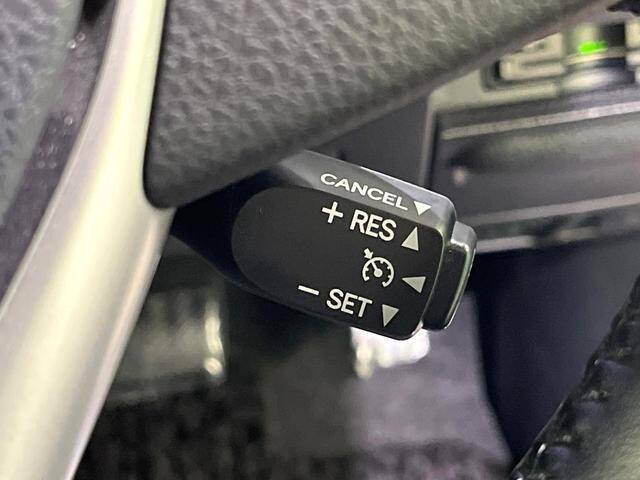 CANCEL▼
+ RES▲
◀
− SET▼